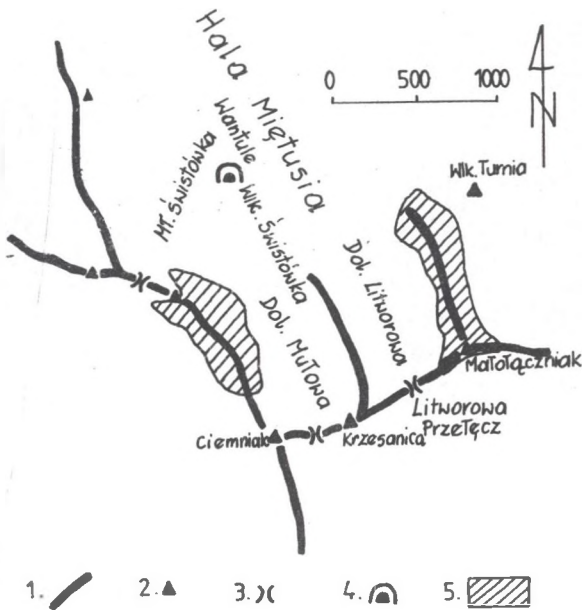 Hala Miętusia
0 500 1000
N
Wantule
Mł. Świstówka
Wlk. Świstówka
Wlk. Turnia
Dol. Litworowa
Dol. Mułowa
Małołączniak
Litworowa
Przełęcz
Ciemniak
Krzesanica
1. 2. 3. 4. 5.